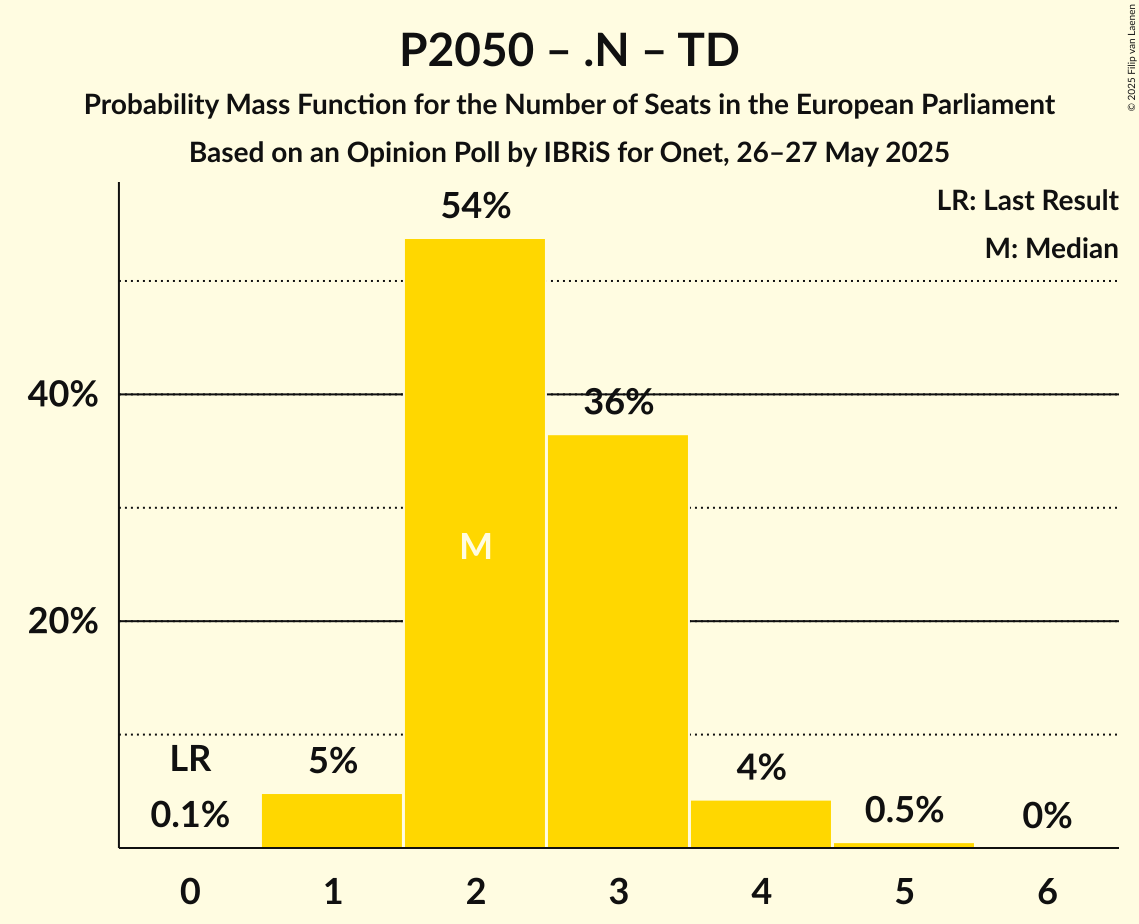 P2050 – .N – TD
Probability Mass Function for the Number of Seats in the European Parliament
Based on an Opinion Poll by IBRiS for Onet, 26–27 May 2025
© 2025 Filip van Laenen
LR: Last Result
M: Median
54%
40%
36%
M
20%
LR
5%
4%
0.1%
0.5%
0%
0 1 2 3 4 5 6